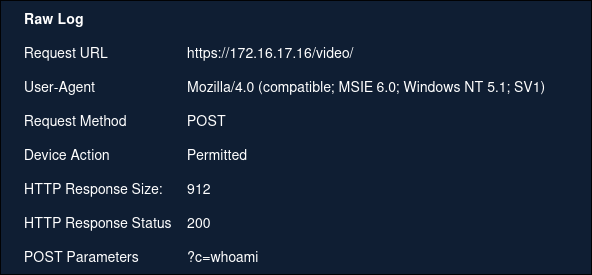 Raw Log
Request URL https://172.16.17.16/video/
User-Agent Mozilla/4.0 (compatible; MSIE 6.0; Windows NT 5.1; SV1)
Request Method POST
Device Action Permitted
HTTP Response Size: 912
HTTP Response Status 200
POST Parameters ?c=whoami